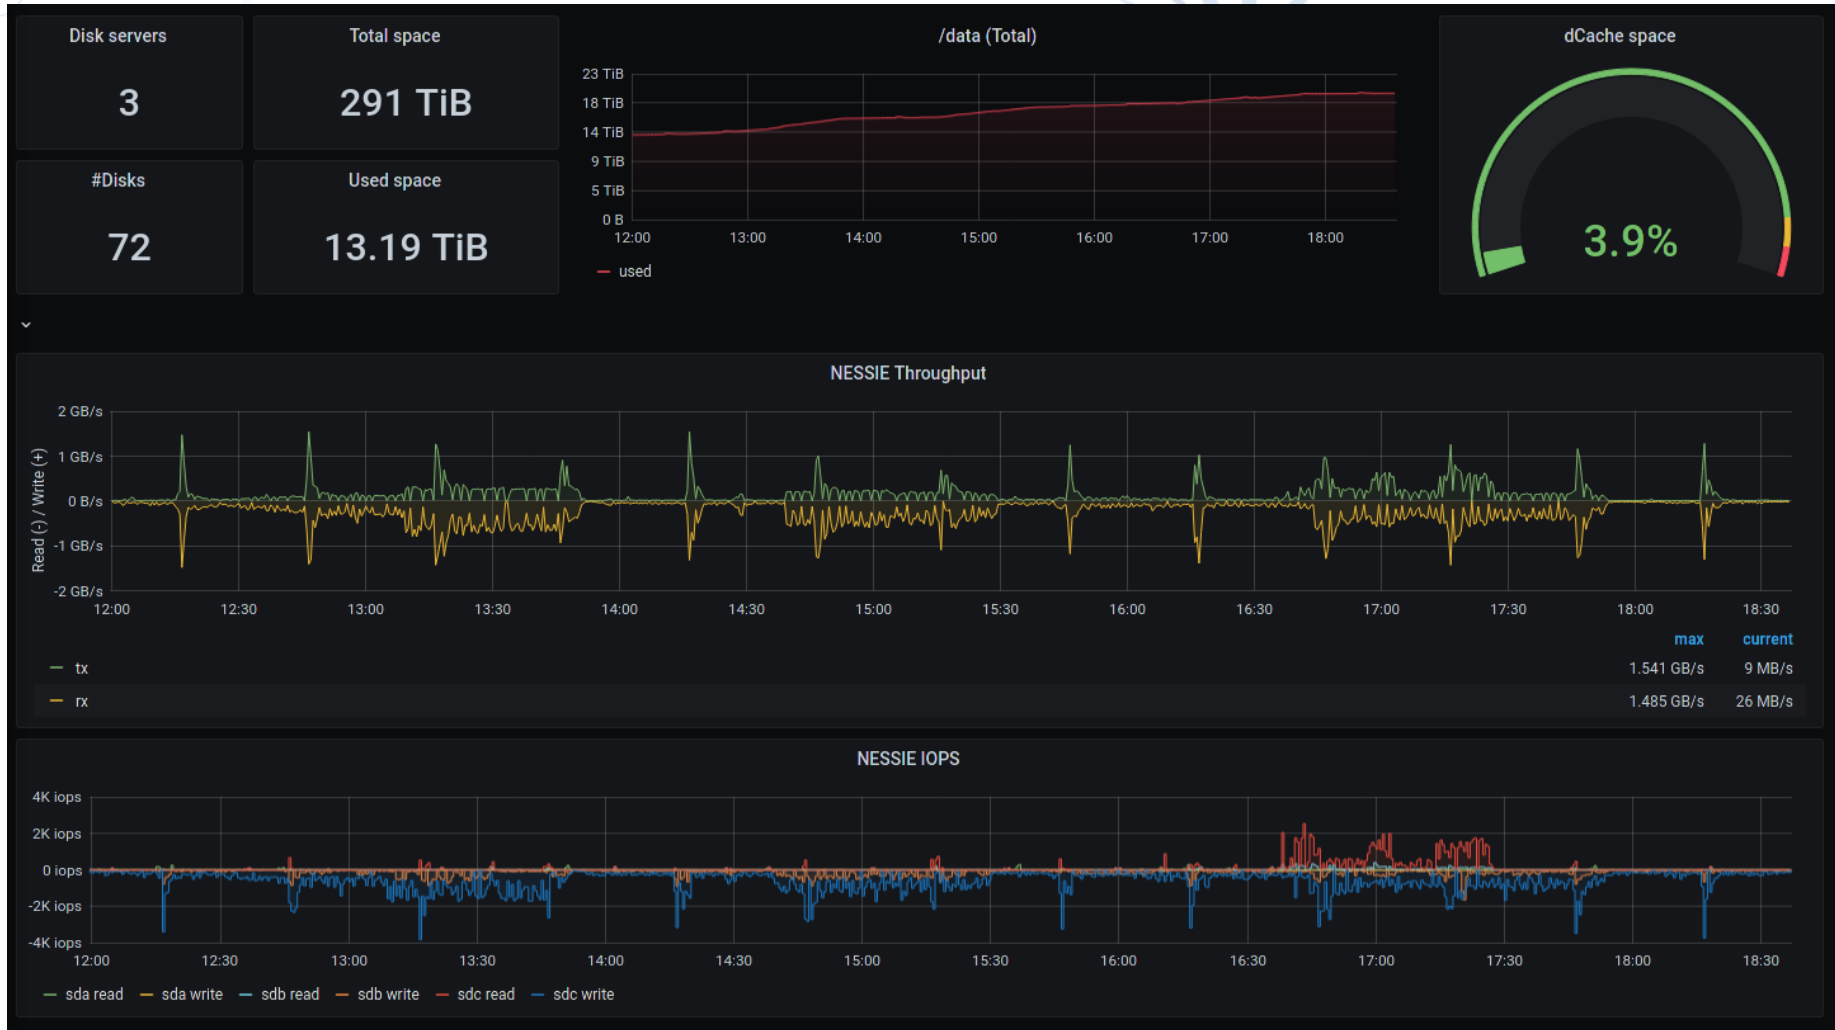 Disk servers
3
Total space
291 TiB
#Disks
72
Used space
13.19 TiB
/data (Total)
23 TiB
18 TiB
14 TiB
9 TiB
5 TiB
0 B
12:00 13:00 14:00 15:00 16:00 17:00 18:00
used
dCache space
3.9%
NESSIE Throughput
Read (-) / Write (+)
2 GB/s
1 GB/s
0 B/s
-1 GB/s
-2 GB/s
12:00 12:30 13:00 13:30 14:00 14:30 15:00 15:30 16:00 16:30 17:00 17:30 18:00 18:30
max current
tx 1.541 GB/s 9 MB/s
rx 1.485 GB/s 26 MB/s
NESSIE IOPS
4K iops
2K iops
0 iops
-2K iops
-4K iops
12:00 12:30 13:00 13:30 14:00 14:30 15:00 15:30 16:00 16:30 17:00 17:30 18:00 18:30
sda read sda write sdb read sdb write sdc read sdc write